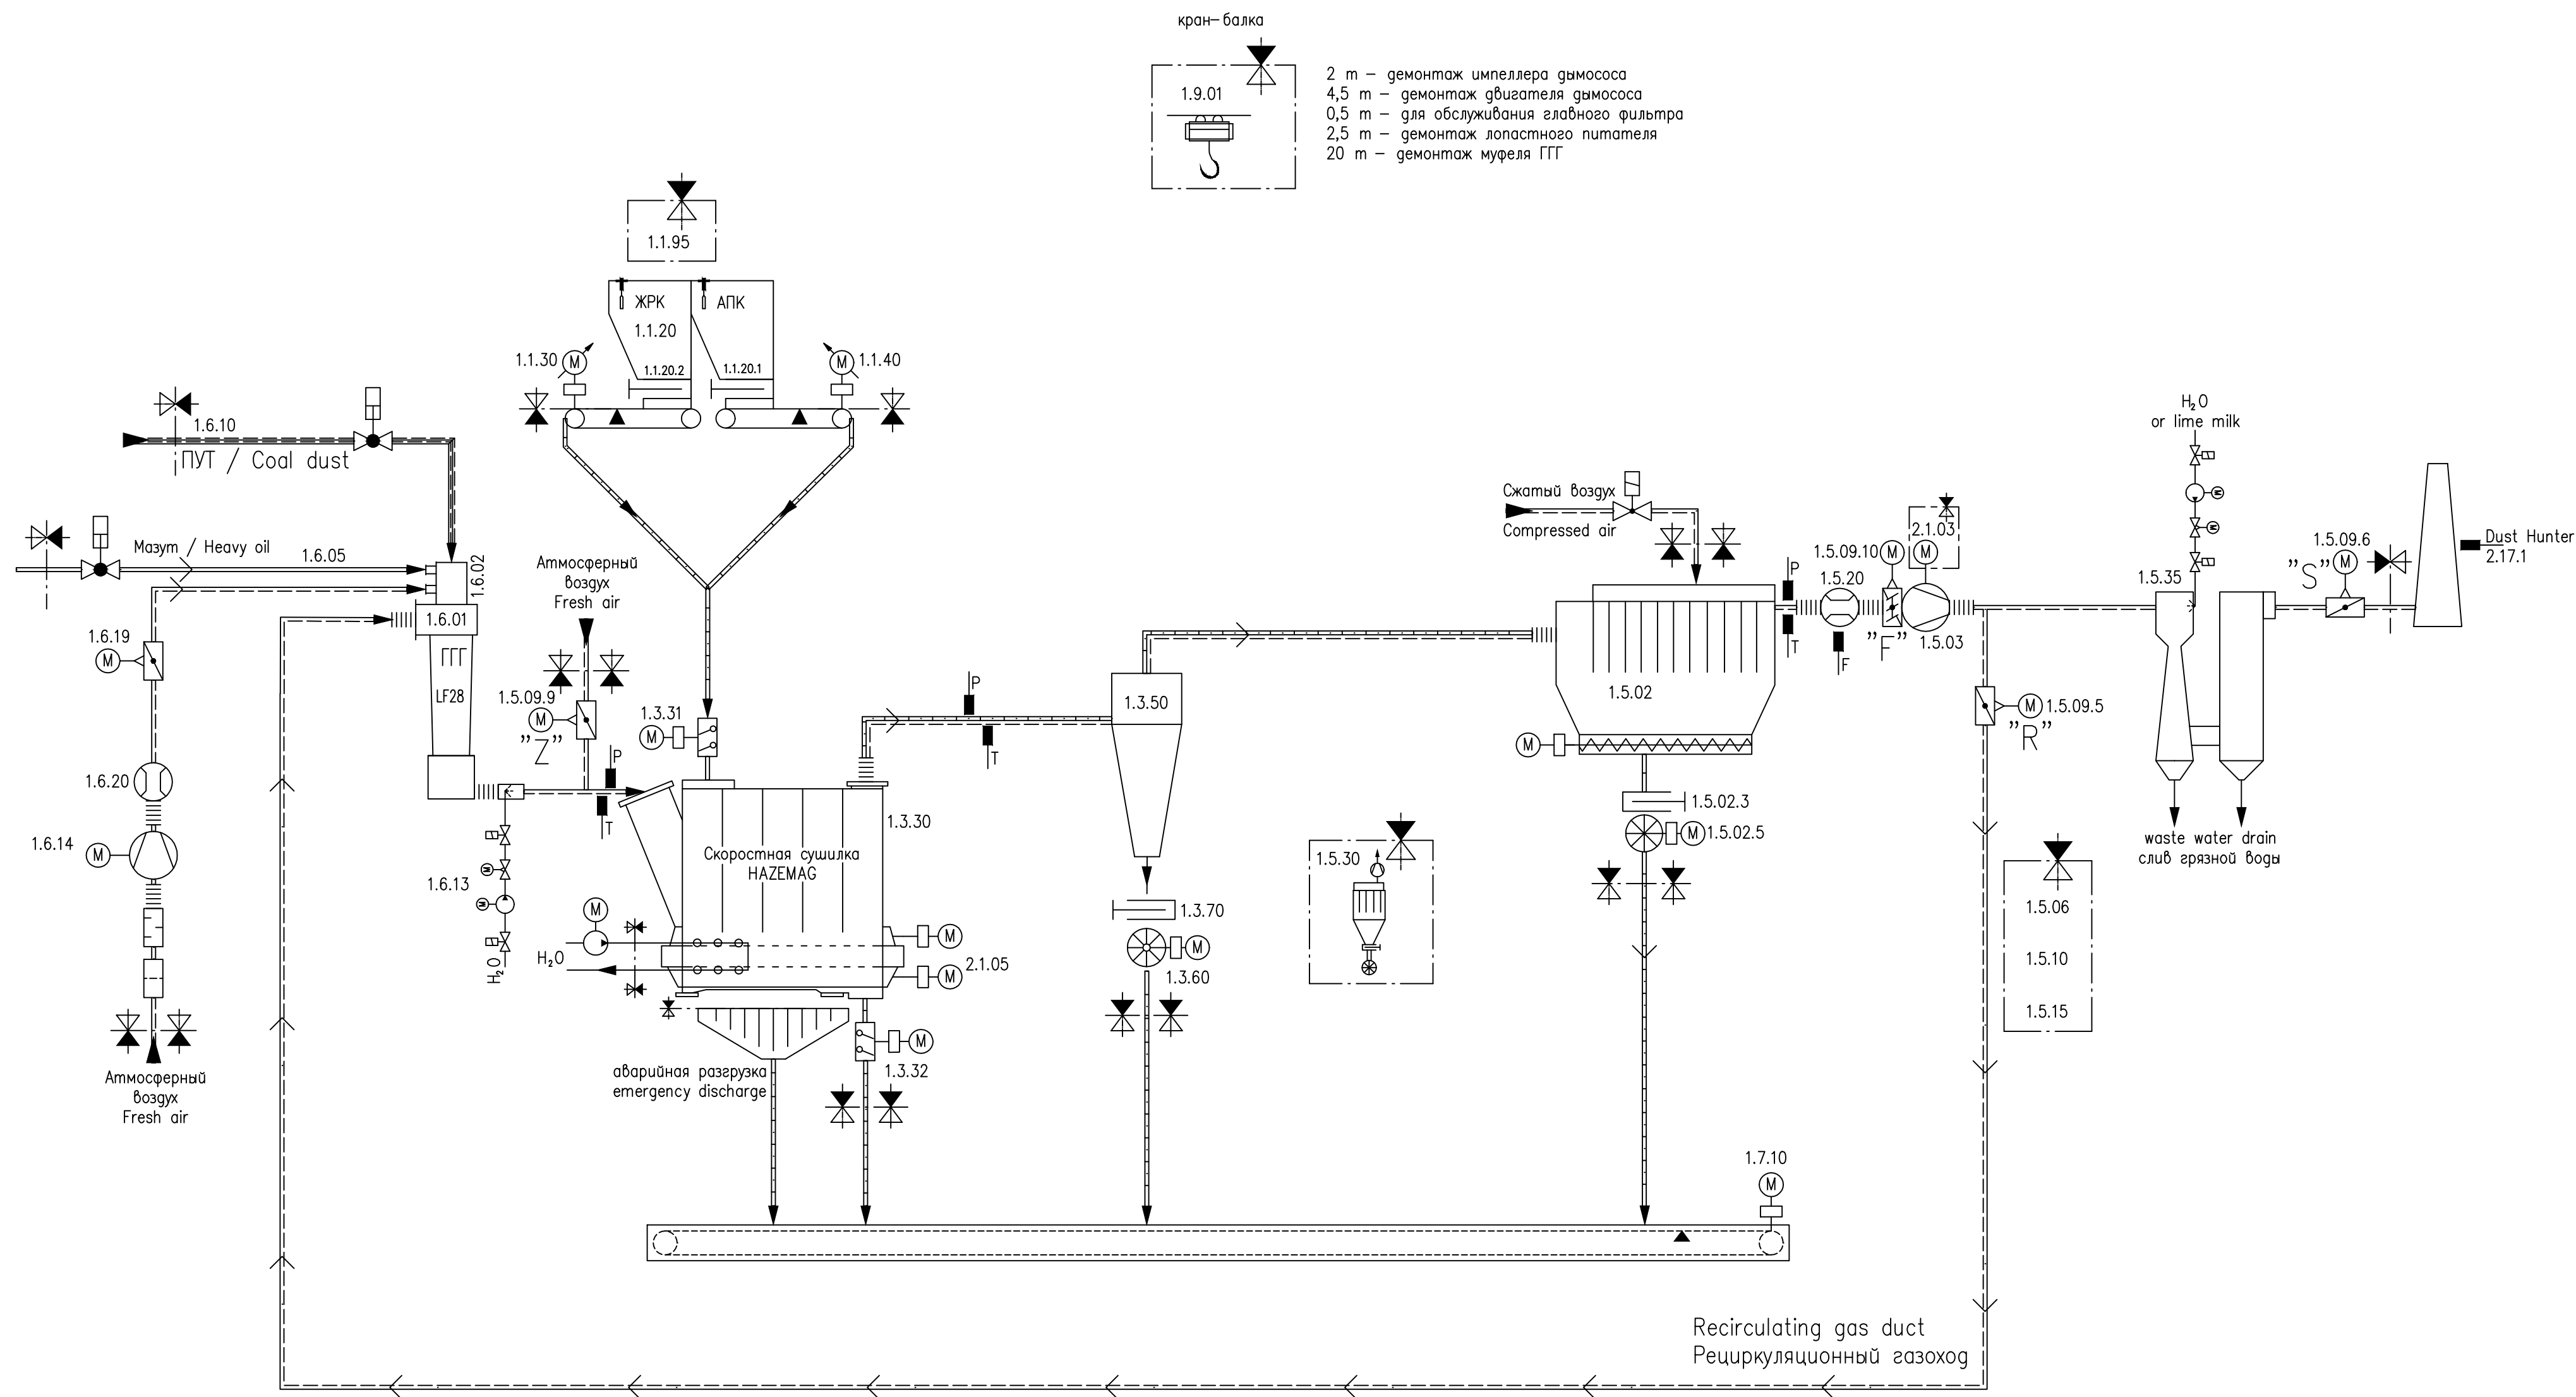 кран-балка
1.9.01
2 т – демонтаж импеллера дымососа
4,5 т – демонтаж двигателя дымососа
0,5 т – для обслуживания главного фильтра
2,5 т – демонтаж лопастного питателя
20 т – демонтаж муфеля ГГГ
1.1.95
ЖРК
АПК
1.1.20
1.1.20.2
1.1.20.1
1.1.30
M
M
1.1.40
1.6.10
ПУТ / Coal dust
Мазут / Heavy oil
1.6.05
1.6.02
1.6.01
ГГГ
LF28
1.6.19
M
1.6.20
1.6.14
M
Атмосферный
воздух
Fresh air
Атмосферный
воздух
Fresh air
1.5.09.9
M
"Z"
P
T
1.6.13
M
M
H₂O
1.3.31
M
1.3.30
Скоростная сушилка
HAZEMAG
M
H₂O
M
M
2.1.05
аварийная разгрузка
emergency discharge
M
1.3.32
P
T
1.3.50
1.3.70
M
1.3.60
1.5.30
Сжатый воздух
Compressed air
1.5.02
M
1.5.02.3
M
1.5.02.5
P
T
1.5.20
F
1.5.09.10
M
"F"
2.1.03
M
1.5.03
M
1.5.09.5
"R"
H₂O
or lime milk
M
M
1.5.35
waste water drain
слив грязной воды
1.5.09.6
"S"
M
Dust Hunter
2.17.1
1.5.06
1.5.10
1.5.15
1.7.10
M
Recirculating gas duct
Рециркуляционный газоход